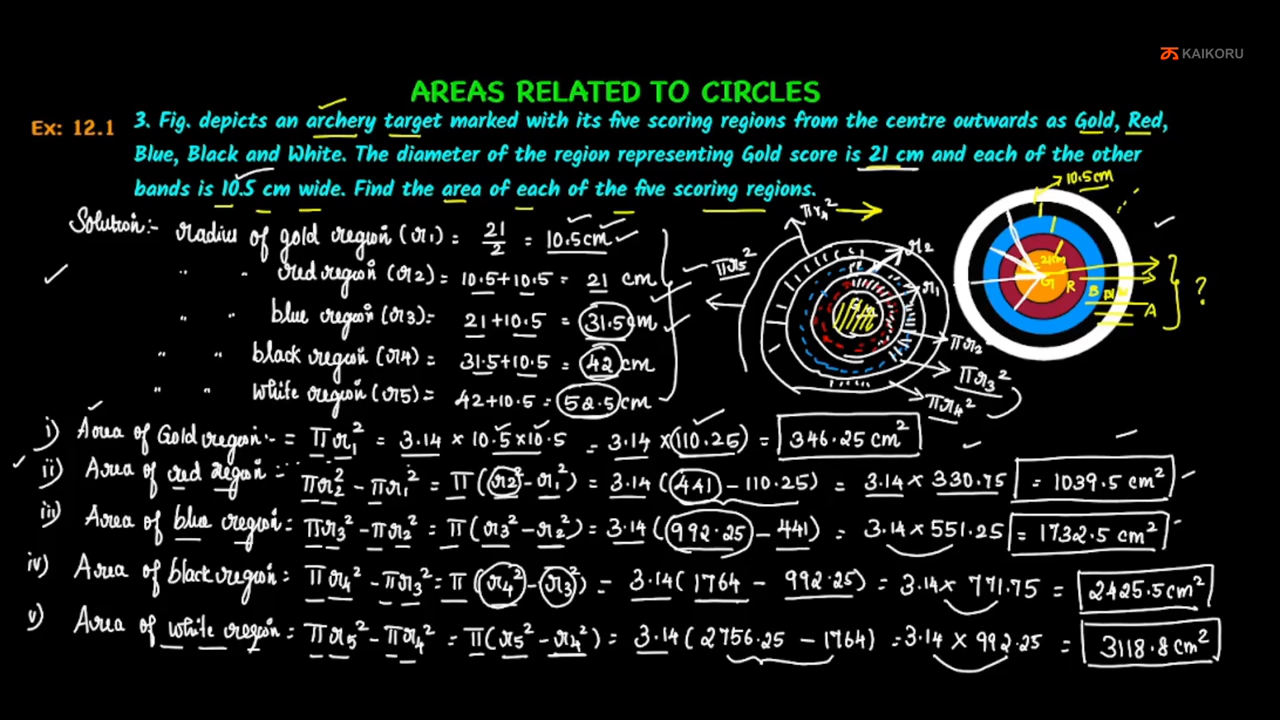 KAIKORU
AREAS RELATED TO CIRCLES
Ex: 12.1
3. Fig. depicts an archery target marked with its five scoring regions from the centre outwards as Gold, Red,
Blue, Black and White. The diameter of the region representing Gold score is 21 cm and each of the other
bands is 10.5 cm wide. Find the area of each of the five scoring regions.
Solution:- radius of gold region (r1) = 21/2 = 10.5cm
" " red region (r2) = 10.5+10.5 = 21 cm
" " blue region (r3) = 21+10.5 = 31.5cm
" " black region (r4) = 31.5+10.5 = 42 cm
" " white region (r5) = 42+10.5 = 52.5cm
πr4²
πr5²
r2
r1
πr2²
πr3²
πr4²
10.5cm
21cm
G R B Bl W A
?
i) Area of Gold region:- = πr1² = 3.14 × 10.5×10.5 = 3.14 × (110.25) = 346.25 cm²
ii) Area of red region = πr2² - πr1² = π(r2² - r1²) = 3.14 (441 - 110.25) = 3.14 × 330.75 = 1039.5 cm²
iii) Area of blue region = πr3² - πr2² = π(r3² - r2²) = 3.14 (992.25 - 441) = 3.14 × 551.25 = 1732.5 cm²
iv) Area of black region = πr4² - πr3² = π(r4² - r3²) = 3.14( 1764 - 992.25) = 3.14 × 771.75 = 2425.5cm²
v) Area of white region = πr5² - πr4² = π(r5² - r4²) = 3.14 ( 2756.25 - 1764) = 3.14 × 992.25 = 3118.8cm²